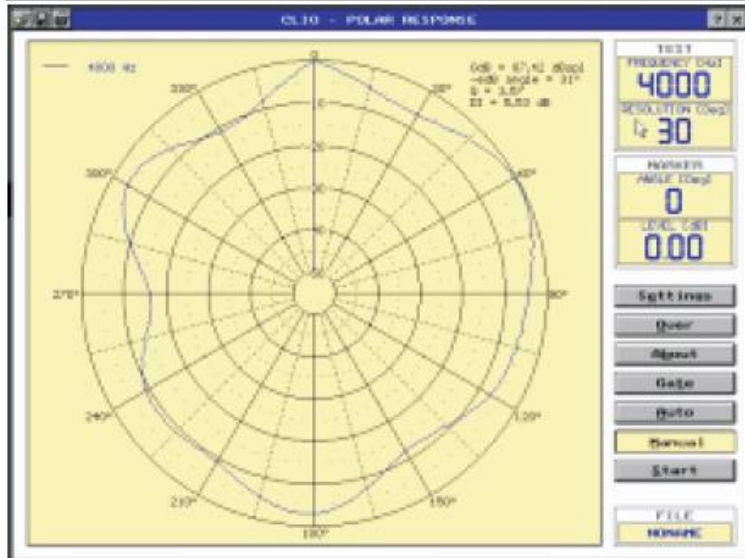 CLIO - POLAR RESPONSE
4000 Hz
0
330°
30°
300°
60°
270°
90°
240°
120°
210°
150°
180°
0dB = 87.42 dBspl
-6dB angle = 31°
Q = 3.57
DI = 5.53 dB
TEST
FREQUENCY [Hz]
4000
RESOLUTION [Deg]
30
MARKER
ANGLE [Deg]
0
LEVEL [dB]
0.00
Settings
Over
About
Gate
Auto
Manual
Start
FILE
NONAME